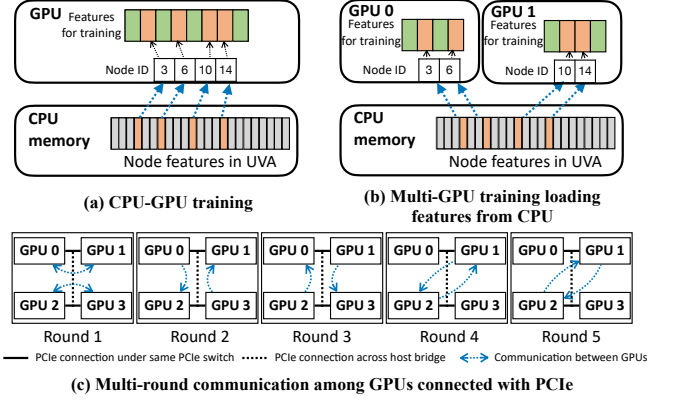 GPU
Features
for training
Node ID
3 6 10 14
CPU
memory
Node features in UVA
(a) CPU-GPU training
GPU 0
Features
for training
Node ID
3 6
GPU 1
Features
for training
Node ID
10 14
CPU
memory
Node features in UVA
(b) Multi-GPU training loading
features from CPU
GPU 0 GPU 1
GPU 2 GPU 3
Round 1
GPU 0 GPU 1
GPU 2 GPU 3
Round 2
GPU 0 GPU 1
GPU 2 GPU 3
Round 3
GPU 0 GPU 1
GPU 2 GPU 3
Round 4
GPU 0 GPU 1
GPU 2 GPU 3
Round 5
PCIe connection under same PCIe switch
PCIe connection across host bridge
Communication between GPUs
(c) Multi-round communication among GPUs connected with PCIe